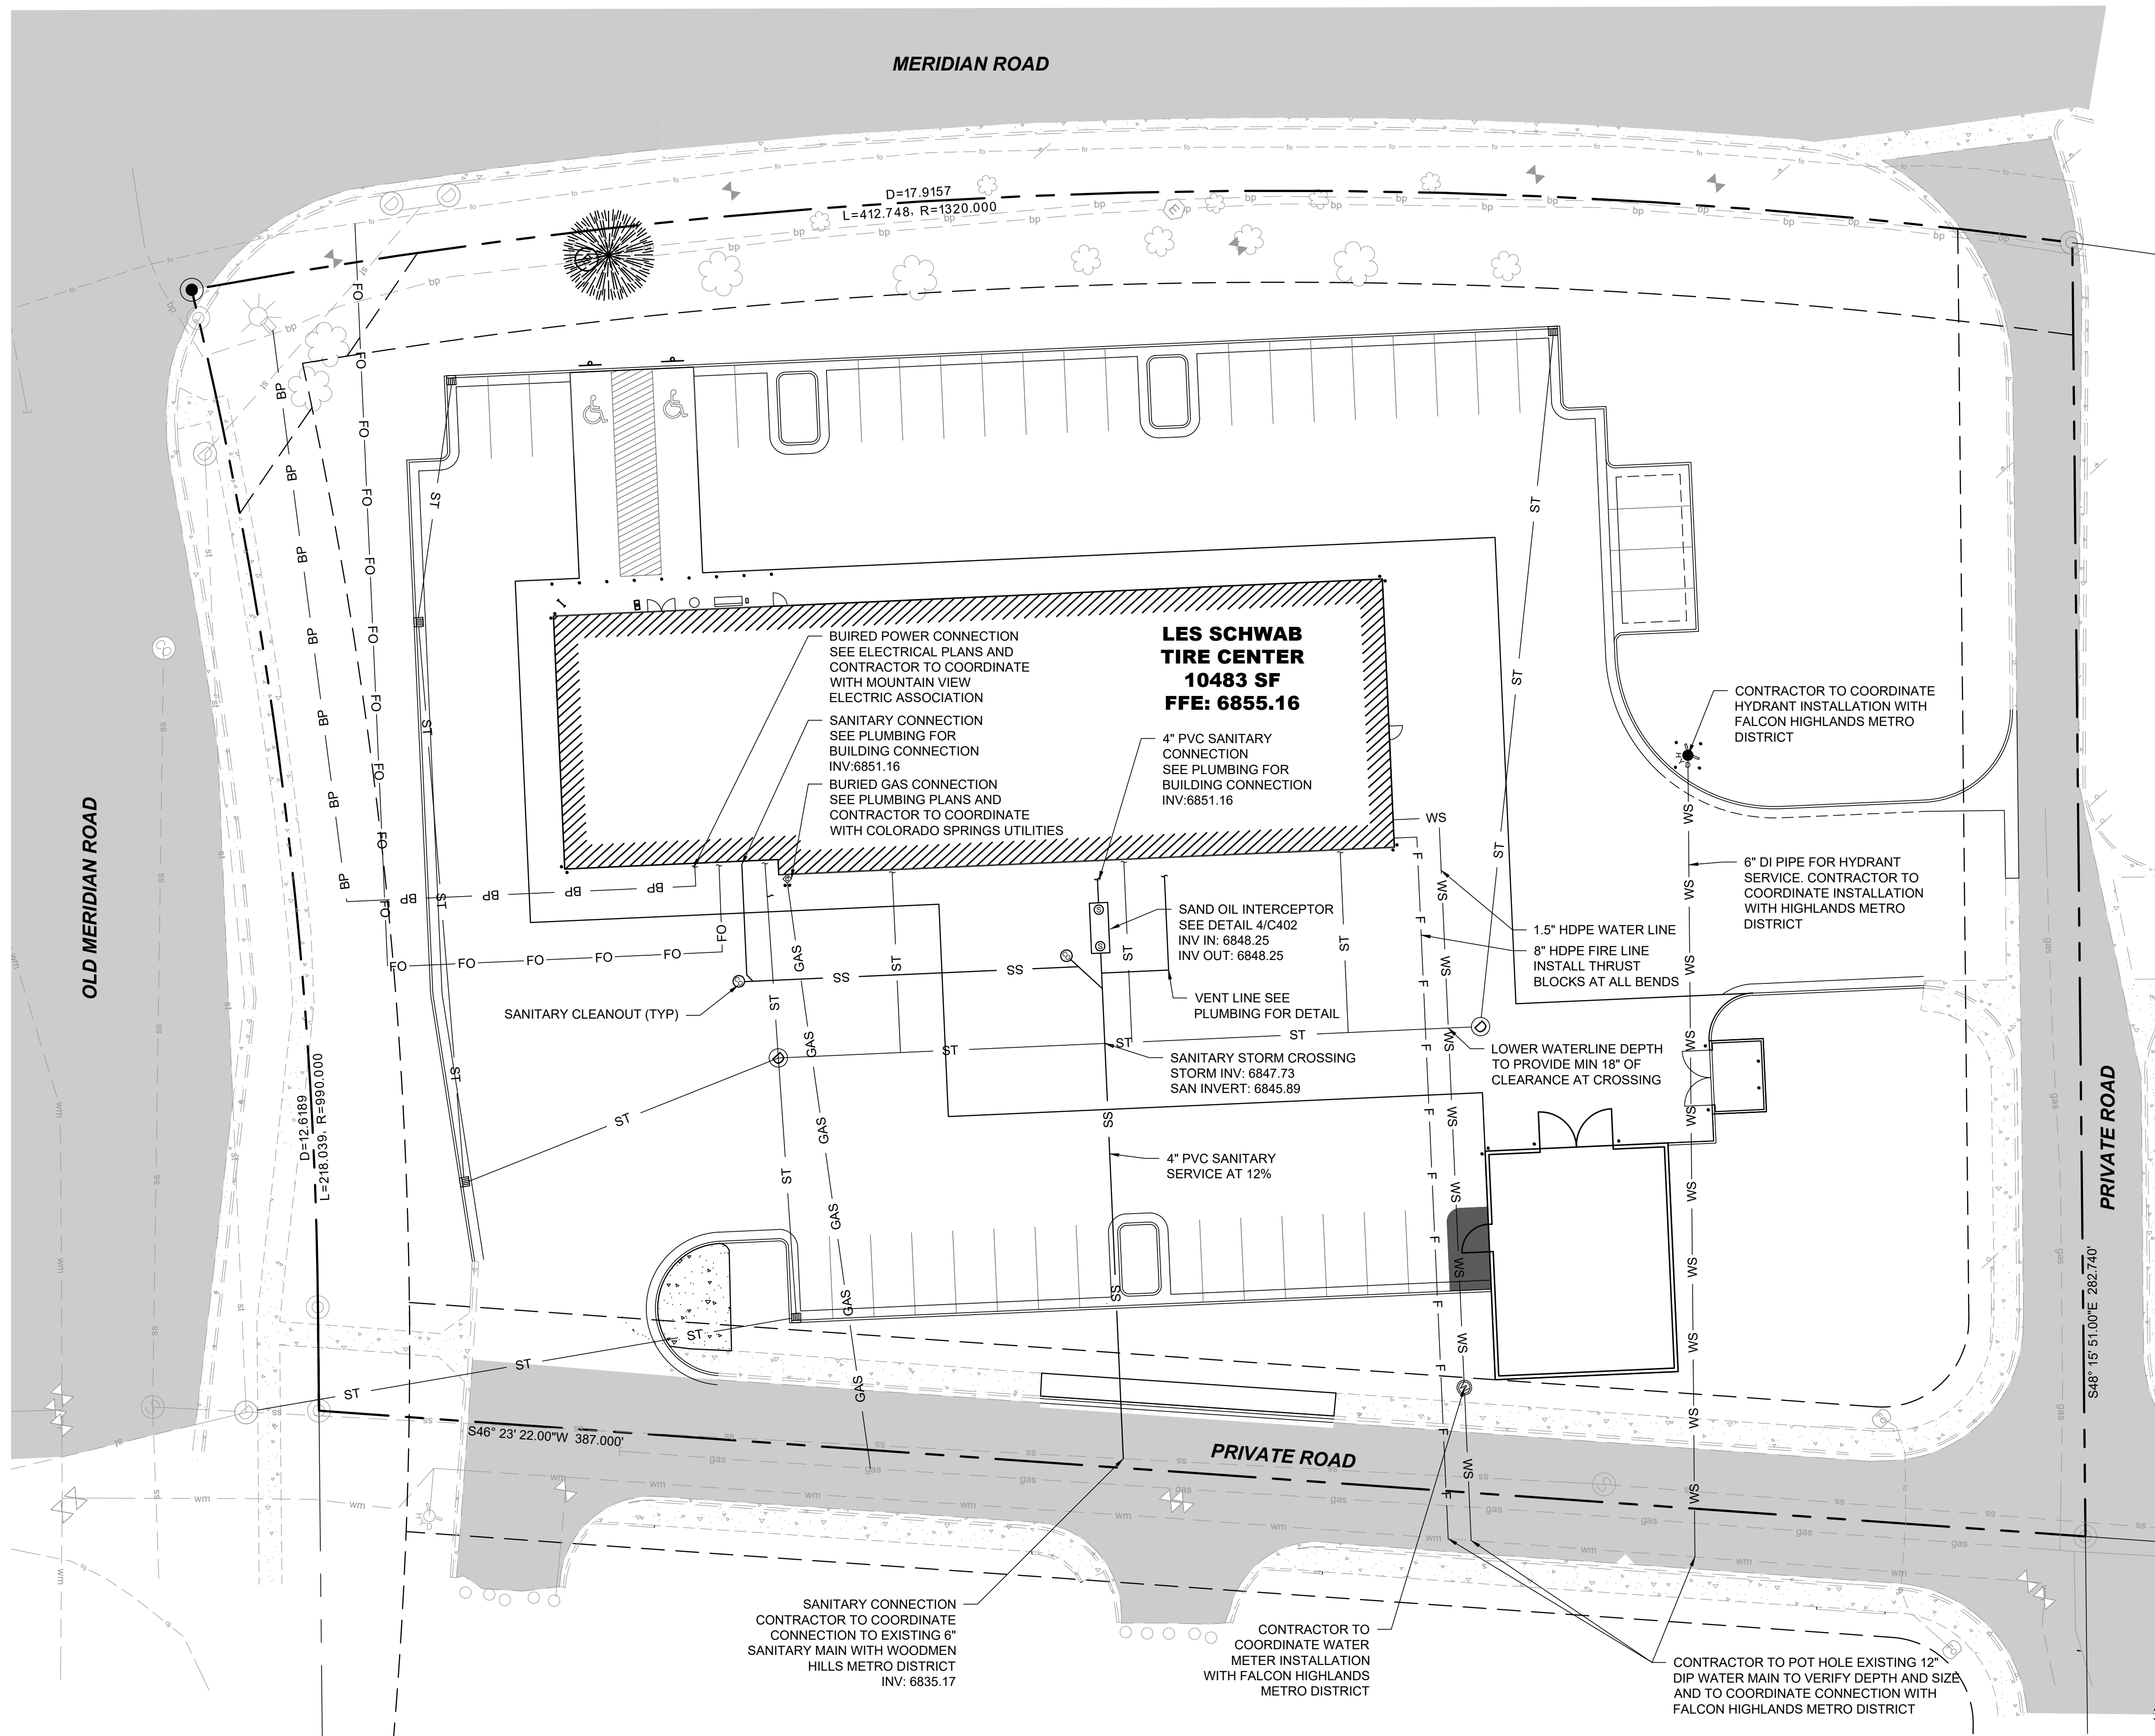 MERIDIAN ROAD
D=17.9157
L=412.748, R=1320.000
LES SCHWAB
TIRE CENTER
10483 SF
FFE: 6855.16
BUIRED POWER CONNECTION
SEE ELECTRICAL PLANS AND
CONTRACTOR TO COORDINATE
WITH MOUNTAIN VIEW
ELECTRIC ASSOCIATION
SANITARY CONNECTION
SEE PLUMBING FOR
BUILDING CONNECTION
INV:6851.16
BURIED GAS CONNECTION
SEE PLUMBING PLANS AND
CONTRACTOR TO COORDINATE
WITH COLORADO SPRINGS UTILITIES
4" PVC SANITARY
CONNECTION
SEE PLUMBING FOR
BUILDING CONNECTION
INV:6851.16
CONTRACTOR TO COORDINATE
HYDRANT INSTALLATION WITH
FALCON HIGHLANDS METRO
DISTRICT
OLD MERIDIAN ROAD
6" DI PIPE FOR HYDRANT
SERVICE. CONTRACTOR TO
COORDINATE INSTALLATION
WITH HIGHLANDS METRO
DISTRICT
SAND OIL INTERCEPTOR
SEE DETAIL 4/C402
INV IN: 6848.25
INV OUT: 6848.25
1.5" HDPE WATER LINE
8" HDPE FIRE LINE
INSTALL THRUST
BLOCKS AT ALL BENDS
SANITARY CLEANOUT (TYP)
VENT LINE SEE
PLUMBING FOR DETAIL
SANITARY STORM CROSSING
STORM INV: 6847.73
SAN INVERT: 6845.89
LOWER WATERLINE DEPTH
TO PROVIDE MIN 18" OF
CLEARANCE AT CROSSING
D=12.6189
L=218.039, R=990.000
4" PVC SANITARY
SERVICE AT 12%
PRIVATE ROAD
S48° 15' 51.00"E 282.740'
S46° 23' 22.00"W 387.000'
PRIVATE ROAD
SANITARY CONNECTION
CONTRACTOR TO COORDINATE
CONNECTION TO EXISTING 6"
SANITARY MAIN WITH WOODMEN
HILLS METRO DISTRICT
INV: 6835.17
CONTRACTOR TO
COORDINATE WATER
METER INSTALLATION
WITH FALCON HIGHLANDS
METRO DISTRICT
CONTRACTOR TO POT HOLE EXISTING 12"
DIP WATER MAIN TO VERIFY DEPTH AND SIZE
AND TO COORDINATE CONNECTION WITH
FALCON HIGHLANDS METRO DISTRICT
BP
FO
ST
SS
GAS
WS
F
fo
bp
st
ss
wm
gas